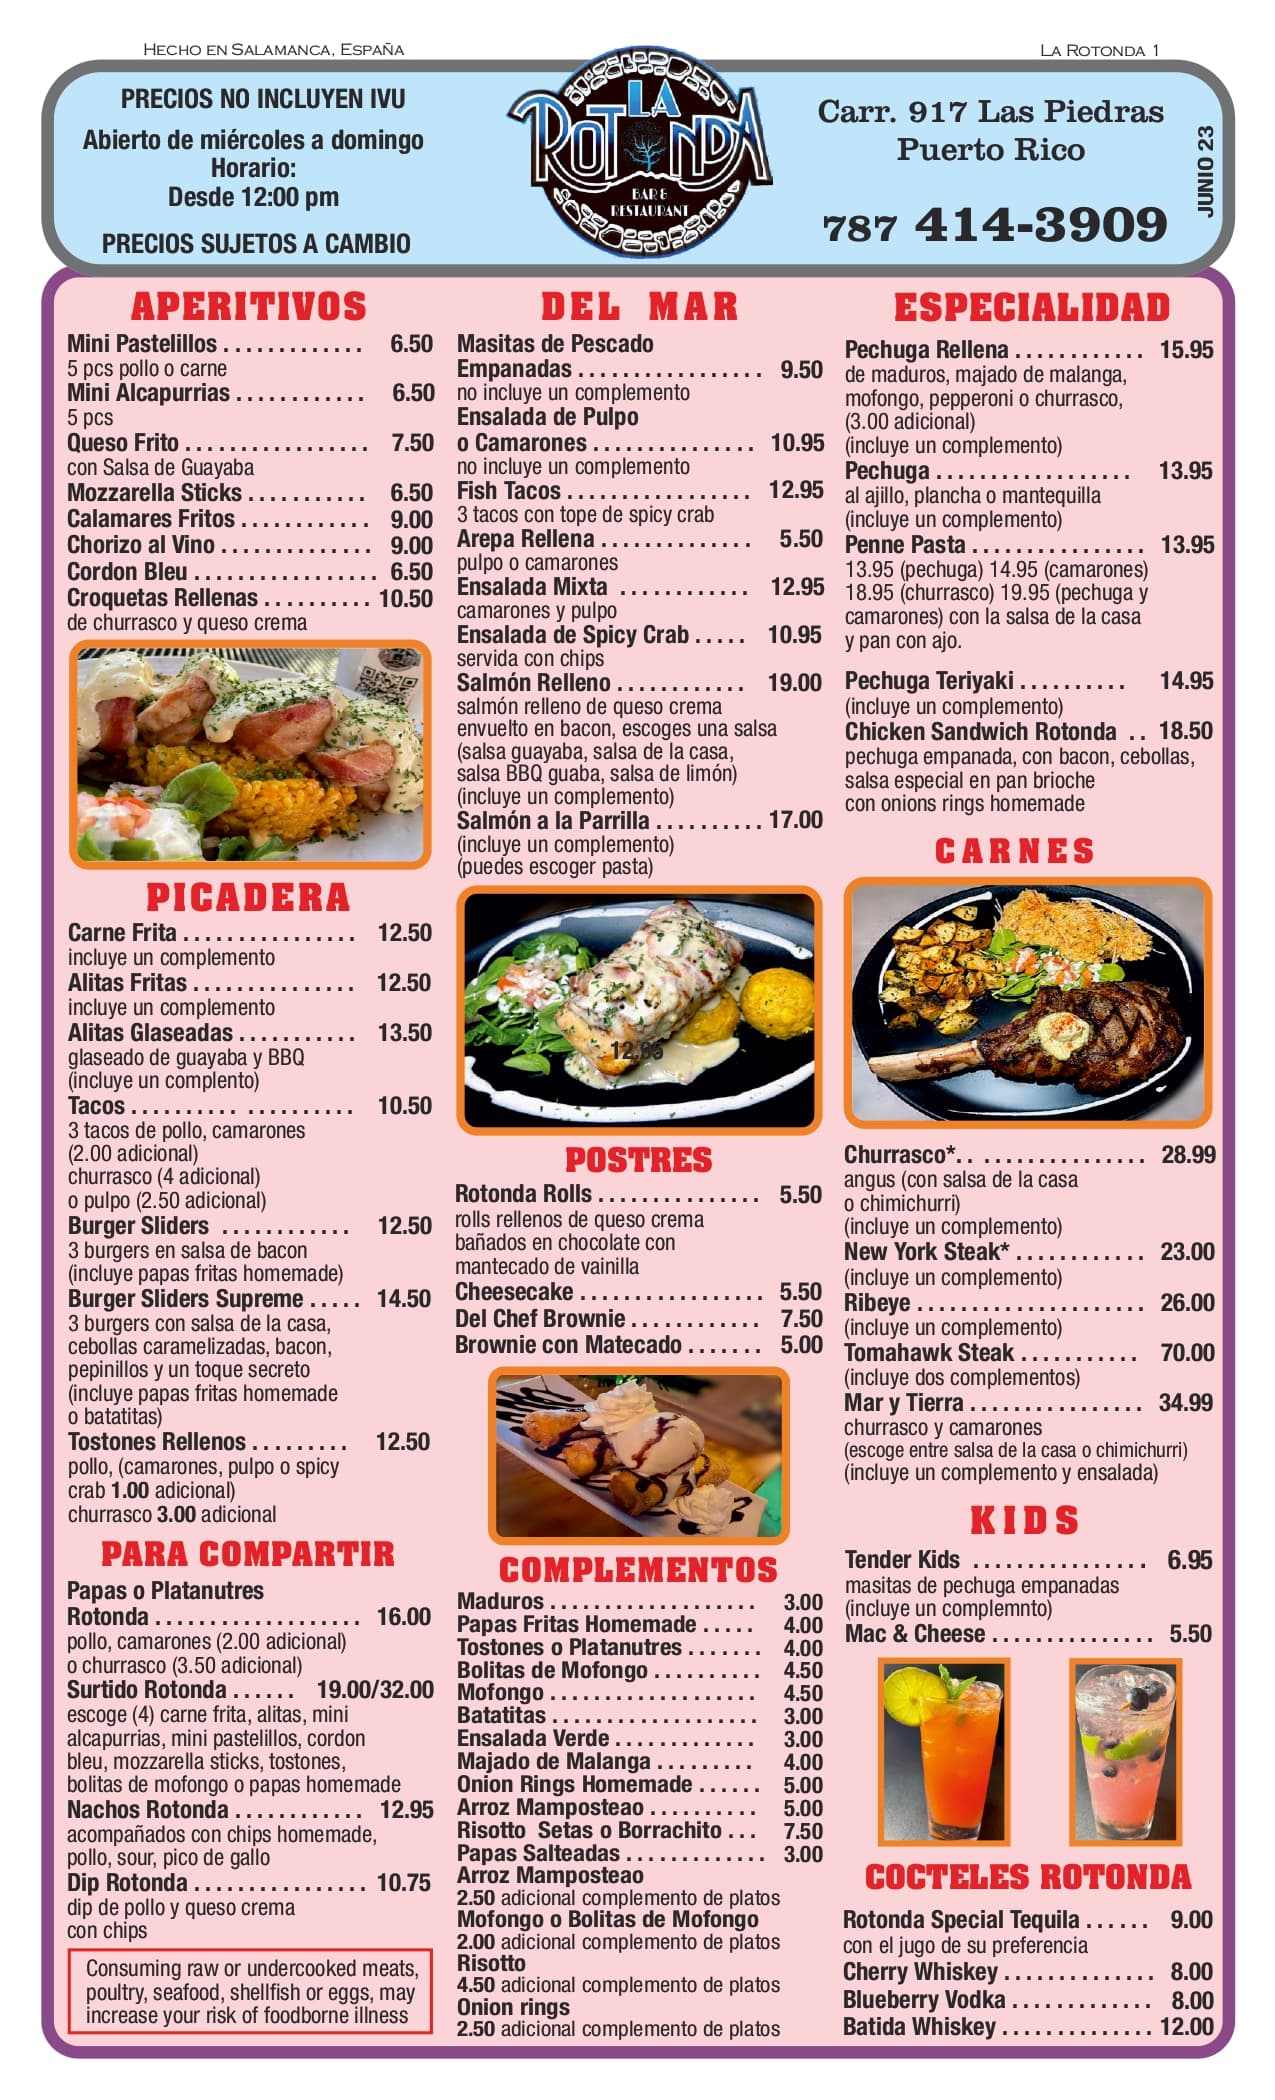 HECHO EN SALAMANCA, ESPAÑA
LA ROTONDA 1
PRECIOS NO INCLUYEN IVU
Abierto de miércoles a domingo
Horario:
Desde 12:00 pm
PRECIOS SUJETOS A CAMBIO
LA
ROTONDA
BAR &
RESTAURANT
Carr. 917 Las Piedras
Puerto Rico
787 414-3909
JUNIO 23
APERITIVOS
Mini Pastelillos . . . . . . . . . . . . . 6.50
5 pcs pollo o carne
Mini Alcapurrias . . . . . . . . . . . . 6.50
5 pcs
Queso Frito . . . . . . . . . . . . . . . . . 7.50
con Salsa de Guayaba
Mozzarella Sticks . . . . . . . . . . . 6.50
Calamares Fritos . . . . . . . . . . . . 9.00
Chorizo al Vino . . . . . . . . . . . . . . 9.00
Cordon Bleu . . . . . . . . . . . . . . . . . 6.50
Croquetas Rellenas . . . . . . . . . . 10.50
de churrasco y queso crema
PICADERA
Carne Frita . . . . . . . . . . . . . . . . 12.50
incluye un complemento
Alitas Fritas . . . . . . . . . . . . . . . 12.50
incluye un complemento
Alitas Glaseadas . . . . . . . . . . . 13.50
glaseado de guayaba y BBQ
(incluye un complento)
Tacos . . . . . . . . . . . . . . . . . . . . 10.50
3 tacos de pollo, camarones
(2.00 adicional)
churrasco (4 adicional)
o pulpo (2.50 adicional)
Burger Sliders . . . . . . . . . . . . 12.50
3 burgers en salsa de bacon
(incluye papas fritas homemade)
Burger Sliders Supreme . . . . . 14.50
3 burgers con salsa de la casa,
cebollas caramelizadas, bacon,
pepinillos y un toque secreto
(incluye papas fritas homemade
o batatitas)
Tostones Rellenos . . . . . . . . . 12.50
pollo, (camarones, pulpo o spicy
crab 1.00 adicional)
churrasco 3.00 adicional
PARA COMPARTIR
Papas o Platanutres
Rotonda . . . . . . . . . . . . . . . . . . . 16.00
pollo, camarones (2.00 adicional)
o churrasco (3.50 adicional)
Surtido Rotonda . . . . . . 19.00/32.00
escoge (4) carne frita, alitas, mini
alcapurrias, mini pastelillos, cordon
bleu, mozzarella sticks, tostones,
bolitas de mofongo o papas homemade
Nachos Rotonda . . . . . . . . . . . . 12.95
acompañados con chips homemade,
pollo, sour, pico de gallo
Dip Rotonda . . . . . . . . . . . . . . . . 10.75
dip de pollo y queso crema
con chips
Consuming raw or undercooked meats,
poultry, seafood, shellfish or eggs, may
increase your risk of foodborne illness
DEL MAR
Masitas de Pescado
Empanadas . . . . . . . . . . . . . . . . . 9.50
no incluye un complemento
Ensalada de Pulpo
o Camarones . . . . . . . . . . . . . . . 10.95
no incluye un complemento
Fish Tacos . . . . . . . . . . . . . . . . . 12.95
3 tacos con tope de spicy crab
Arepa Rellena . . . . . . . . . . . . . . 5.50
pulpo o camarones
Ensalada Mixta . . . . . . . . . . . . 12.95
camarones y pulpo
Ensalada de Spicy Crab . . . . . 10.95
servida con chips
Salmón Relleno . . . . . . . . . . . . 19.00
salmón relleno de queso crema
envuelto en bacon, escoges una salsa
(salsa guayaba, salsa de la casa,
salsa BBQ guaba, salsa de limón)
(incluye un complemento)
Salmón a la Parrilla . . . . . . . . . . 17.00
(incluye un complemento)
(puedes escoger pasta)
12.95
POSTRES
Rotonda Rolls . . . . . . . . . . . . . . . 5.50
rolls rellenos de queso crema
bañados en chocolate con
mantecado de vainilla
Cheesecake . . . . . . . . . . . . . . . . . 5.50
Del Chef Brownie . . . . . . . . . . . . 7.50
Brownie con Matecado . . . . . . . 5.00
COMPLEMENTOS
Maduros . . . . . . . . . . . . . . . . . . . 3.00
Papas Fritas Homemade . . . . . 4.00
Tostones o Platanutres . . . . . . . 4.00
Bolitas de Mofongo . . . . . . . . . . 4.50
Mofongo . . . . . . . . . . . . . . . . . . . 4.50
Batatitas . . . . . . . . . . . . . . . . . . . 3.00
Ensalada Verde . . . . . . . . . . . . . 3.00
Majado de Malanga . . . . . . . . . 4.00
Onion Rings Homemade . . . . . . 5.00
Arroz Mamposteao . . . . . . . . . . 5.00
Risotto Setas o Borrachito . . . 7.50
Papas Salteadas . . . . . . . . . . . . . 3.00
Arroz Mamposteao
2.50 adicional complemento de platos
Mofongo o Bolitas de Mofongo
2.00 adicional complemento de platos
Risotto
4.50 adicional complemento de platos
Onion rings
2.50 adicional complemento de platos
ESPECIALIDAD
Pechuga Rellena . . . . . . . . . . . . 15.95
de maduros, majado de malanga,
mofongo, pepperoni o churrasco,
(3.00 adicional)
(incluye un complemento)
Pechuga . . . . . . . . . . . . . . . . . . 13.95
al ajillo, plancha o mantequilla
(incluye un complemento)
Penne Pasta . . . . . . . . . . . . . . . . 13.95
13.95 (pechuga) 14.95 (camarones)
18.95 (churrasco) 19.95 (pechuga y
camarones) con la salsa de la casa
y pan con ajo.
Pechuga Teriyaki . . . . . . . . . . 14.95
(incluye un complemento)
Chicken Sandwich Rotonda . . 18.50
pechuga empanada, con bacon, cebollas,
salsa especial en pan brioche
con onions rings homemade
CARNES
Churrasco*. . . . . . . . . . . . . . . . . 28.99
angus (con salsa de la casa
o chimichurri)
(incluye un complemento)
New York Steak* . . . . . . . . . . . . 23.00
(incluye un complemento)
Ribeye . . . . . . . . . . . . . . . . . . . . . 26.00
(incluye un complemento)
Tomahawk Steak . . . . . . . . . . . 70.00
(incluye dos complementos)
Mar y Tierra . . . . . . . . . . . . . . . . 34.99
churrasco y camarones
(escoge entre salsa de la casa o chimichurri)
(incluye un complemento y ensalada)
KIDS
Tender Kids . . . . . . . . . . . . . . . . 6.95
masitas de pechuga empanadas
(incluye un complemnto)
Mac & Cheese . . . . . . . . . . . . . . . 5.50
COCTELES ROTONDA
Rotonda Special Tequila . . . . . . 9.00
con el jugo de su preferencia
Cherry Whiskey . . . . . . . . . . . . . . 8.00
Blueberry Vodka . . . . . . . . . . . . . 8.00
Batida Whiskey . . . . . . . . . . . . . . 12.00